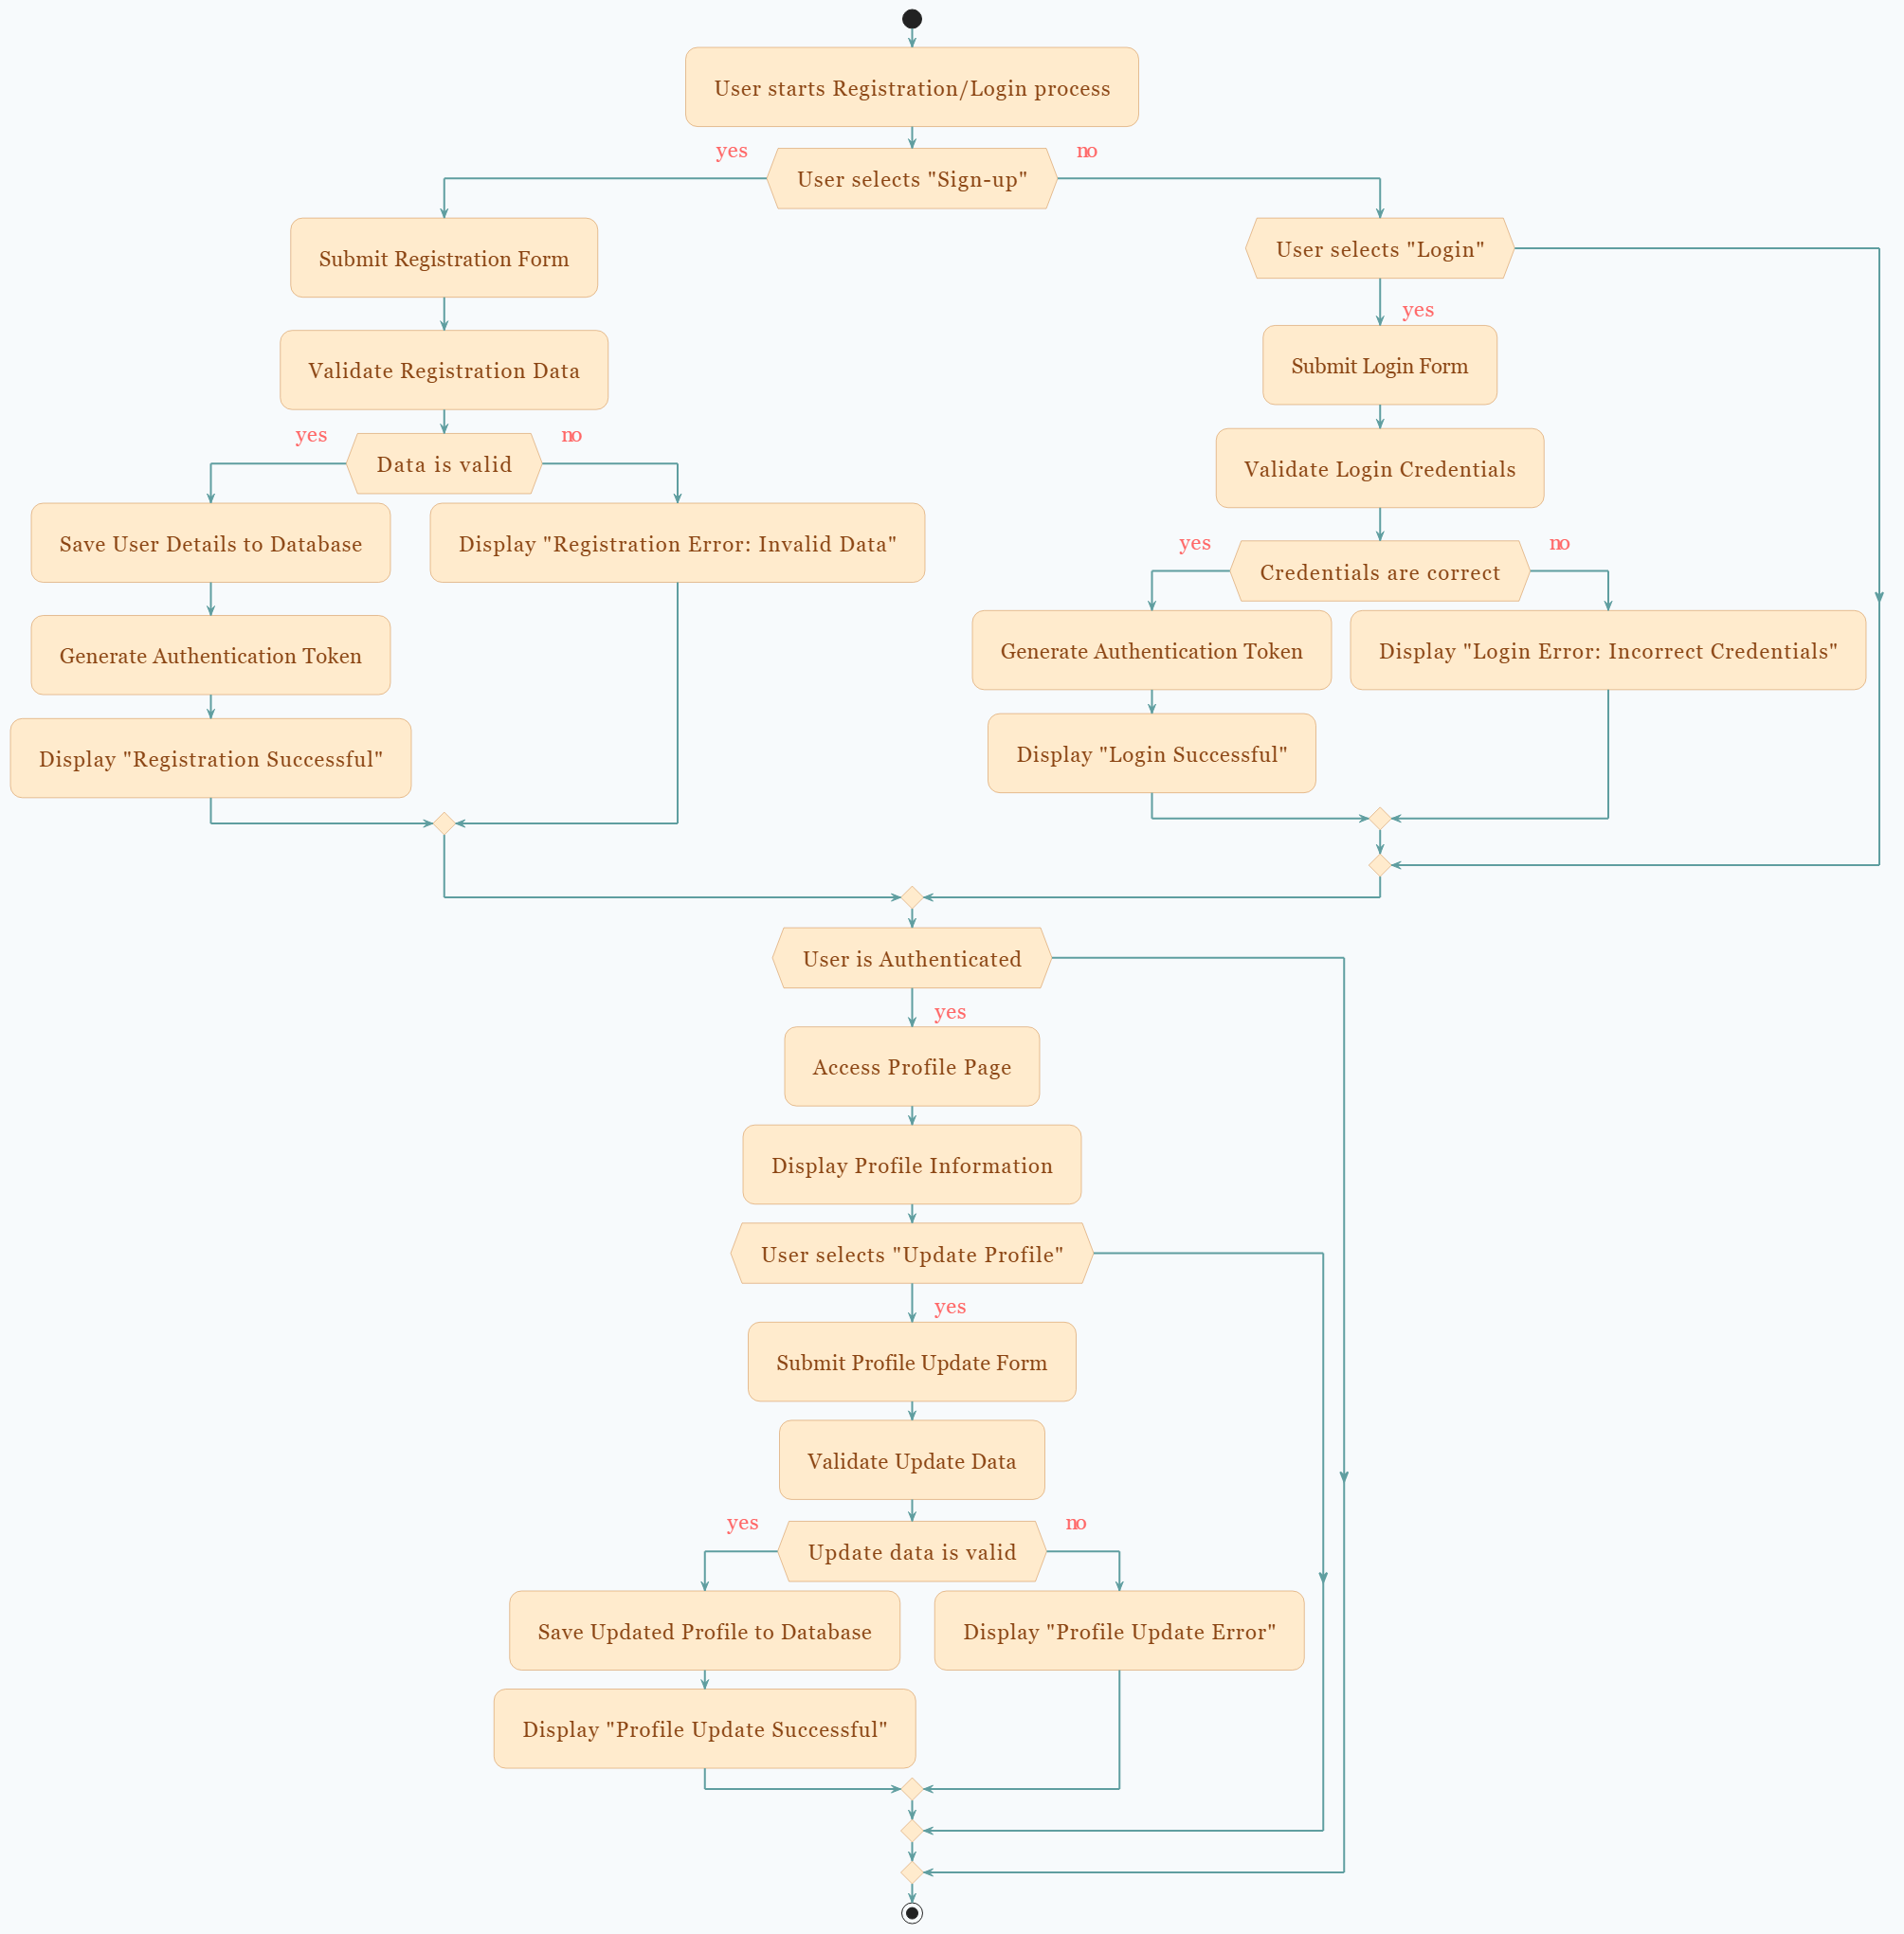 User starts Registration/Login process
yes
User selects "Sign-up"
no
Submit Registration Form
Validate Registration Data
yes
Data is valid
no
Save User Details to Database
Generate Authentication Token
Display "Registration Successful"
Display "Registration Error: Invalid Data"
User selects "Login"
yes
Submit Login Form
Validate Login Credentials
yes
Credentials are correct
no
Generate Authentication Token
Display "Login Successful"
Display "Login Error: Incorrect Credentials"
User is Authenticated
yes
Access Profile Page
Display Profile Information
User selects "Update Profile"
yes
Submit Profile Update Form
Validate Update Data
yes
Update data is valid
no
Save Updated Profile to Database
Display "Profile Update Successful"
Display "Profile Update Error"